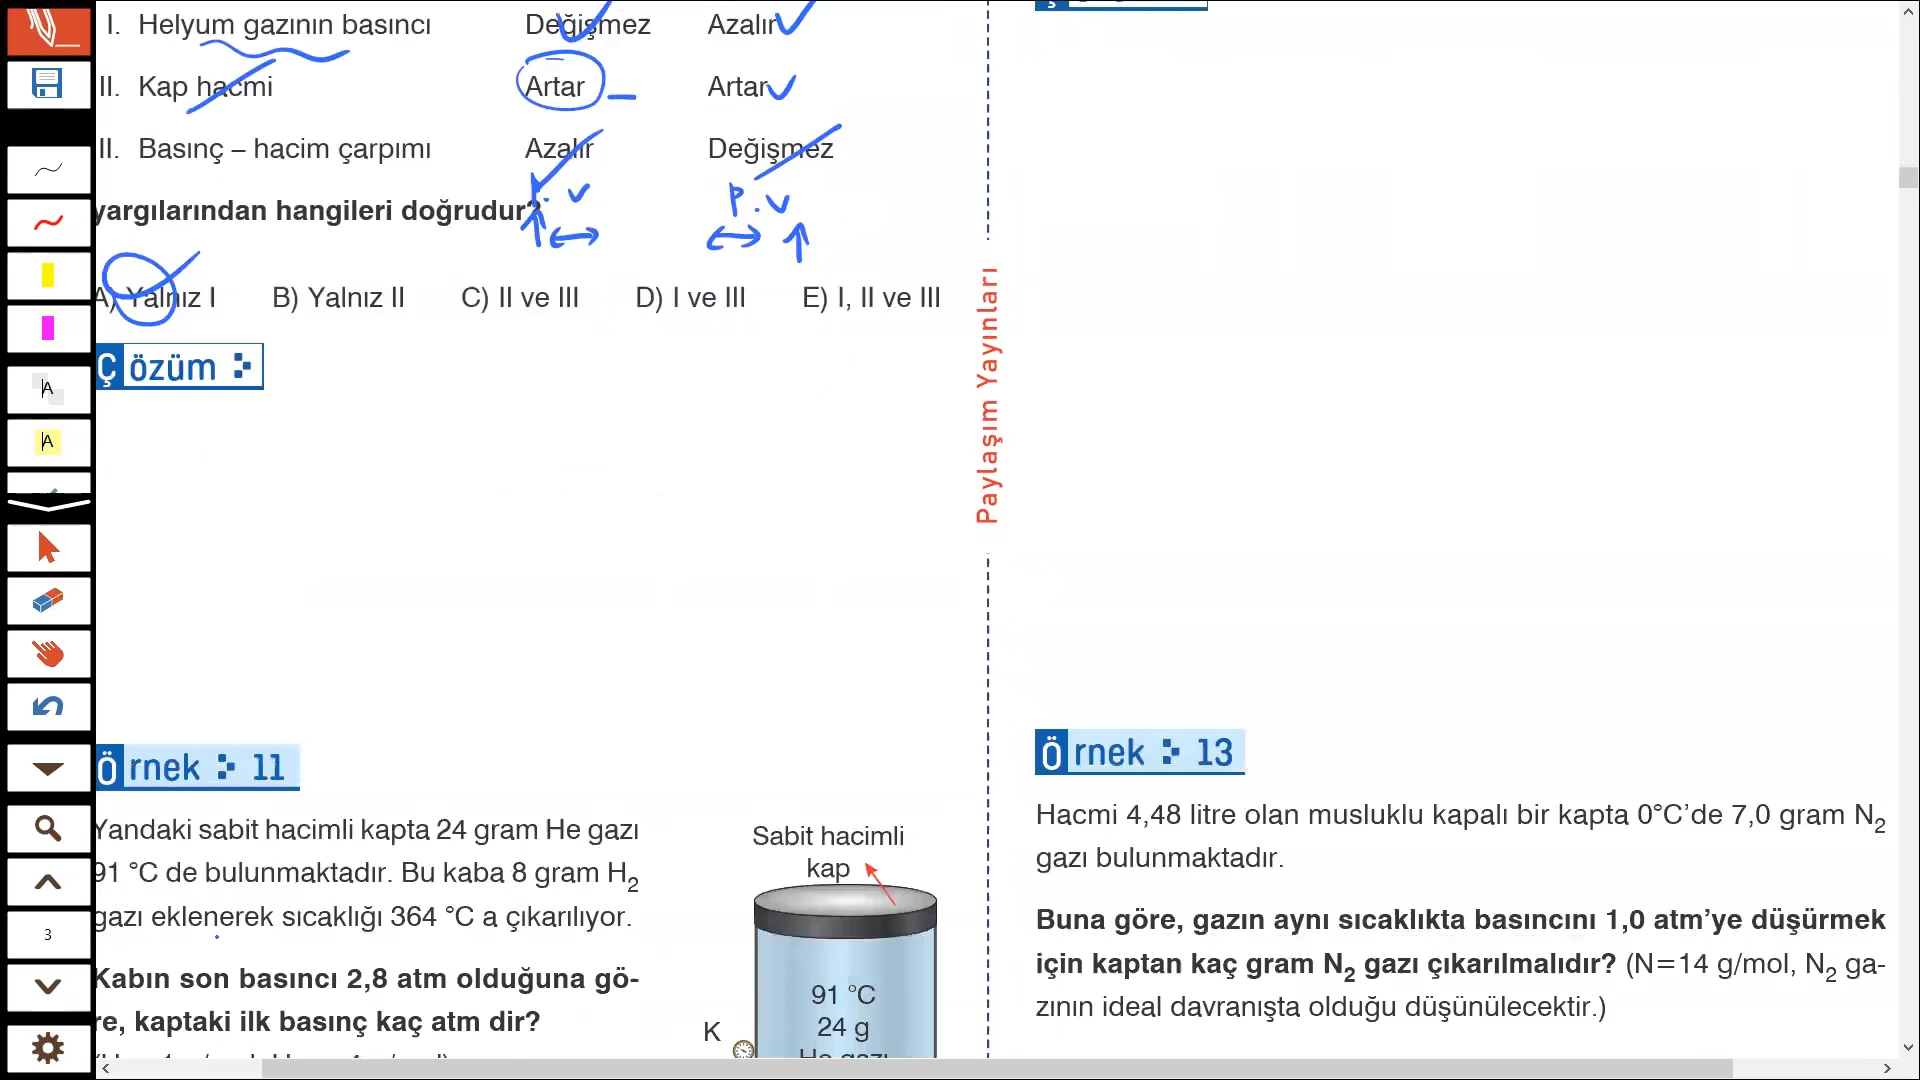 I. Helyum gazının basıncı Değişmez Azalır
II. Kap hacmi Artar Artar
II. Basınç – hacim çarpımı Azalır Değişmez
P. V P.V
yargılarından hangileri doğrudur?
A) Yalnız I B) Yalnız II C) II ve III D) I ve III E) I, II ve III
Çözüm
Örnek 11
Yandaki sabit hacimli kapta 24 gram He gazı
91 °C de bulunmaktadır. Bu kaba 8 gram H2
gazı eklenerek sıcaklığı 364 °C a çıkarılıyor.
Kabın son basıncı 2,8 atm olduğuna gö-
re, kaptaki ilk basınç kaç atm dir?
Sabit hacimli
kap
91 °C
24 g
He gazı
K
Paylaşım Yayınları
Örnek 13
Hacmi 4,48 litre olan musluklu kapalı bir kapta 0°C’de 7,0 gram N2
gazı bulunmaktadır.
Buna göre, gazın aynı sıcaklıkta basıncını 1,0 atm’ye düşürmek
için kaptan kaç gram N2 gazı çıkarılmalıdır? (N=14 g/mol, N2 ga-
zının ideal davranışta olduğu düşünülecektir.)
A
A
3